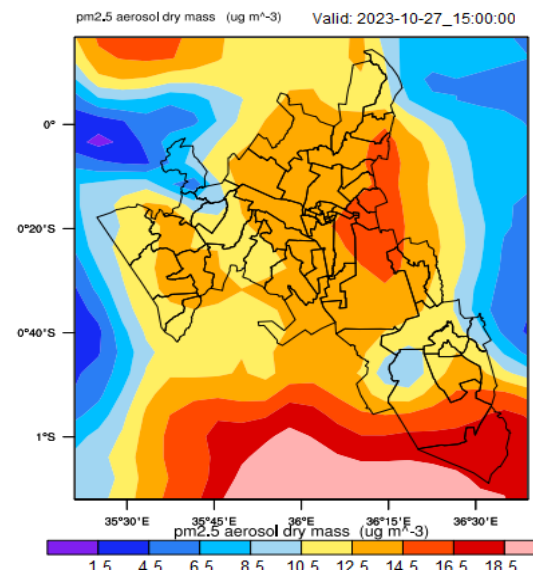 pm2.5 aerosol dry mass (ug m^-3) Valid: 2023-10-27_15:00:00
0°
0°20'S
0°40'S
1°S
35°30'E 35°45'E 36°E 36°15'E 36°30'E
pm2.5 aerosol dry mass (ug m^-3)
1.5 4.5 6.5 8.5 10.5 12.5 14.5 16.5 18.5